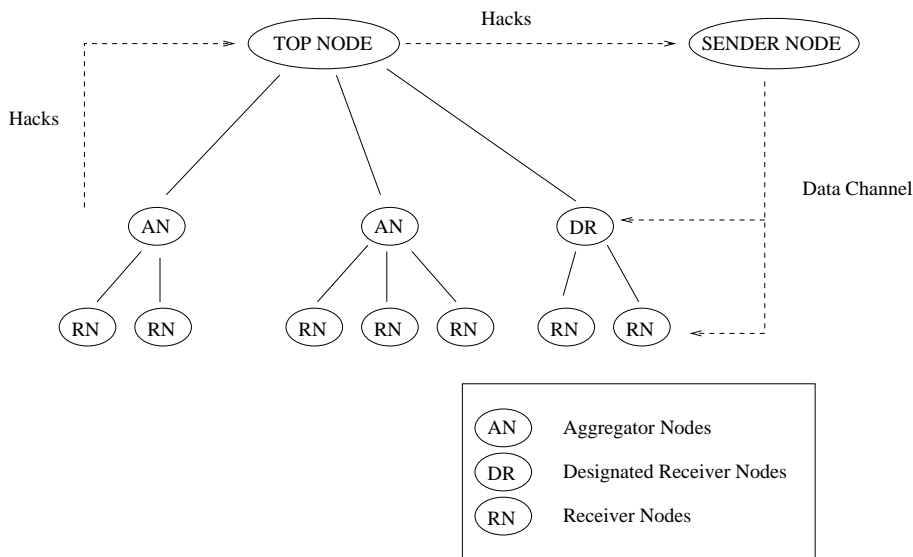 Hacks
TOP NODE
SENDER NODE
Hacks
Data Channel
AN
AN
DR
RN
RN
RN
RN
RN
RN
RN
AN Aggregator Nodes
DR Designated Receiver Nodes
RN Receiver Nodes